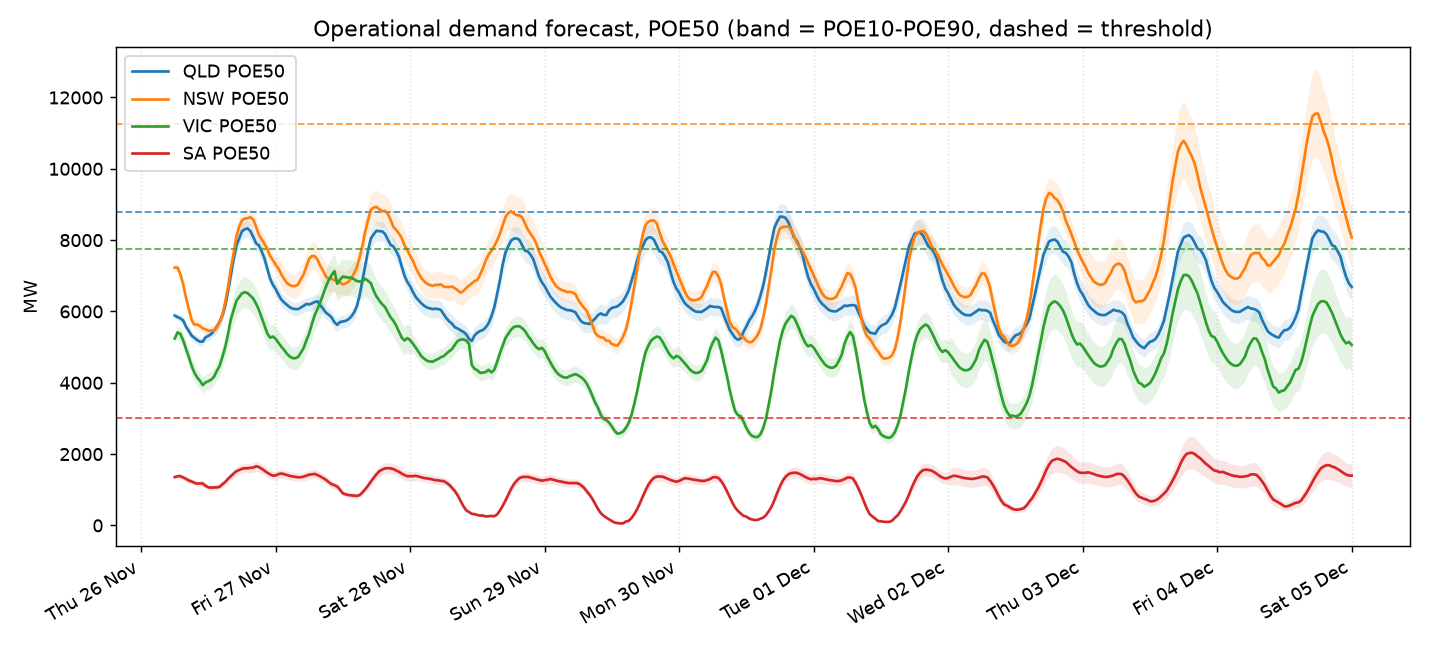 Operational demand forecast, POE50 (band = POE10-POE90, dashed = threshold)
QLD POE50
NSW POE50
VIC POE50
SA POE50
MW
12000
10000
8000
6000
4000
2000
0
Thu 26 Nov
Fri 27 Nov
Sat 28 Nov
Sun 29 Nov
Mon 30 Nov
Tue 01 Dec
Wed 02 Dec
Thu 03 Dec
Fri 04 Dec
Sat 05 Dec